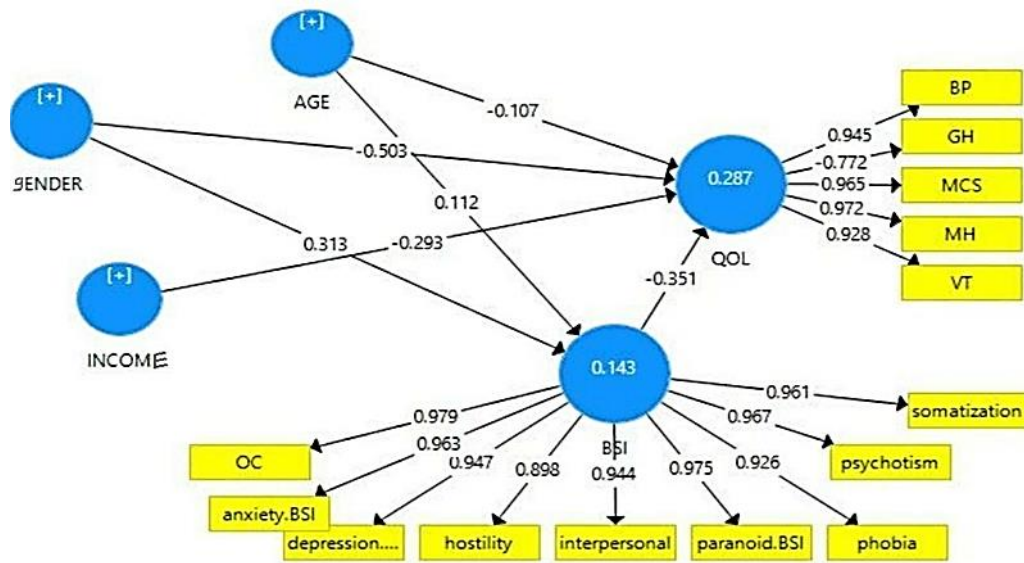 [+]
AGE
[+]
GENDER
[+]
INCOME
-0.107
-0.503
0.112
0.313
-0.293
-0.351
0.287
QOL
0.945
-0.772
0.965
0.972
0.928
BP
GH
MCS
MH
VT
0.143
BSI
0.979
0.963
0.947
0.898
0.944
0.975
0.926
0.967
0.961
OC
anxiety.BSI
depression....
hostility
interpersonal
paranoid.BSI
phobia
psychotism
somatization